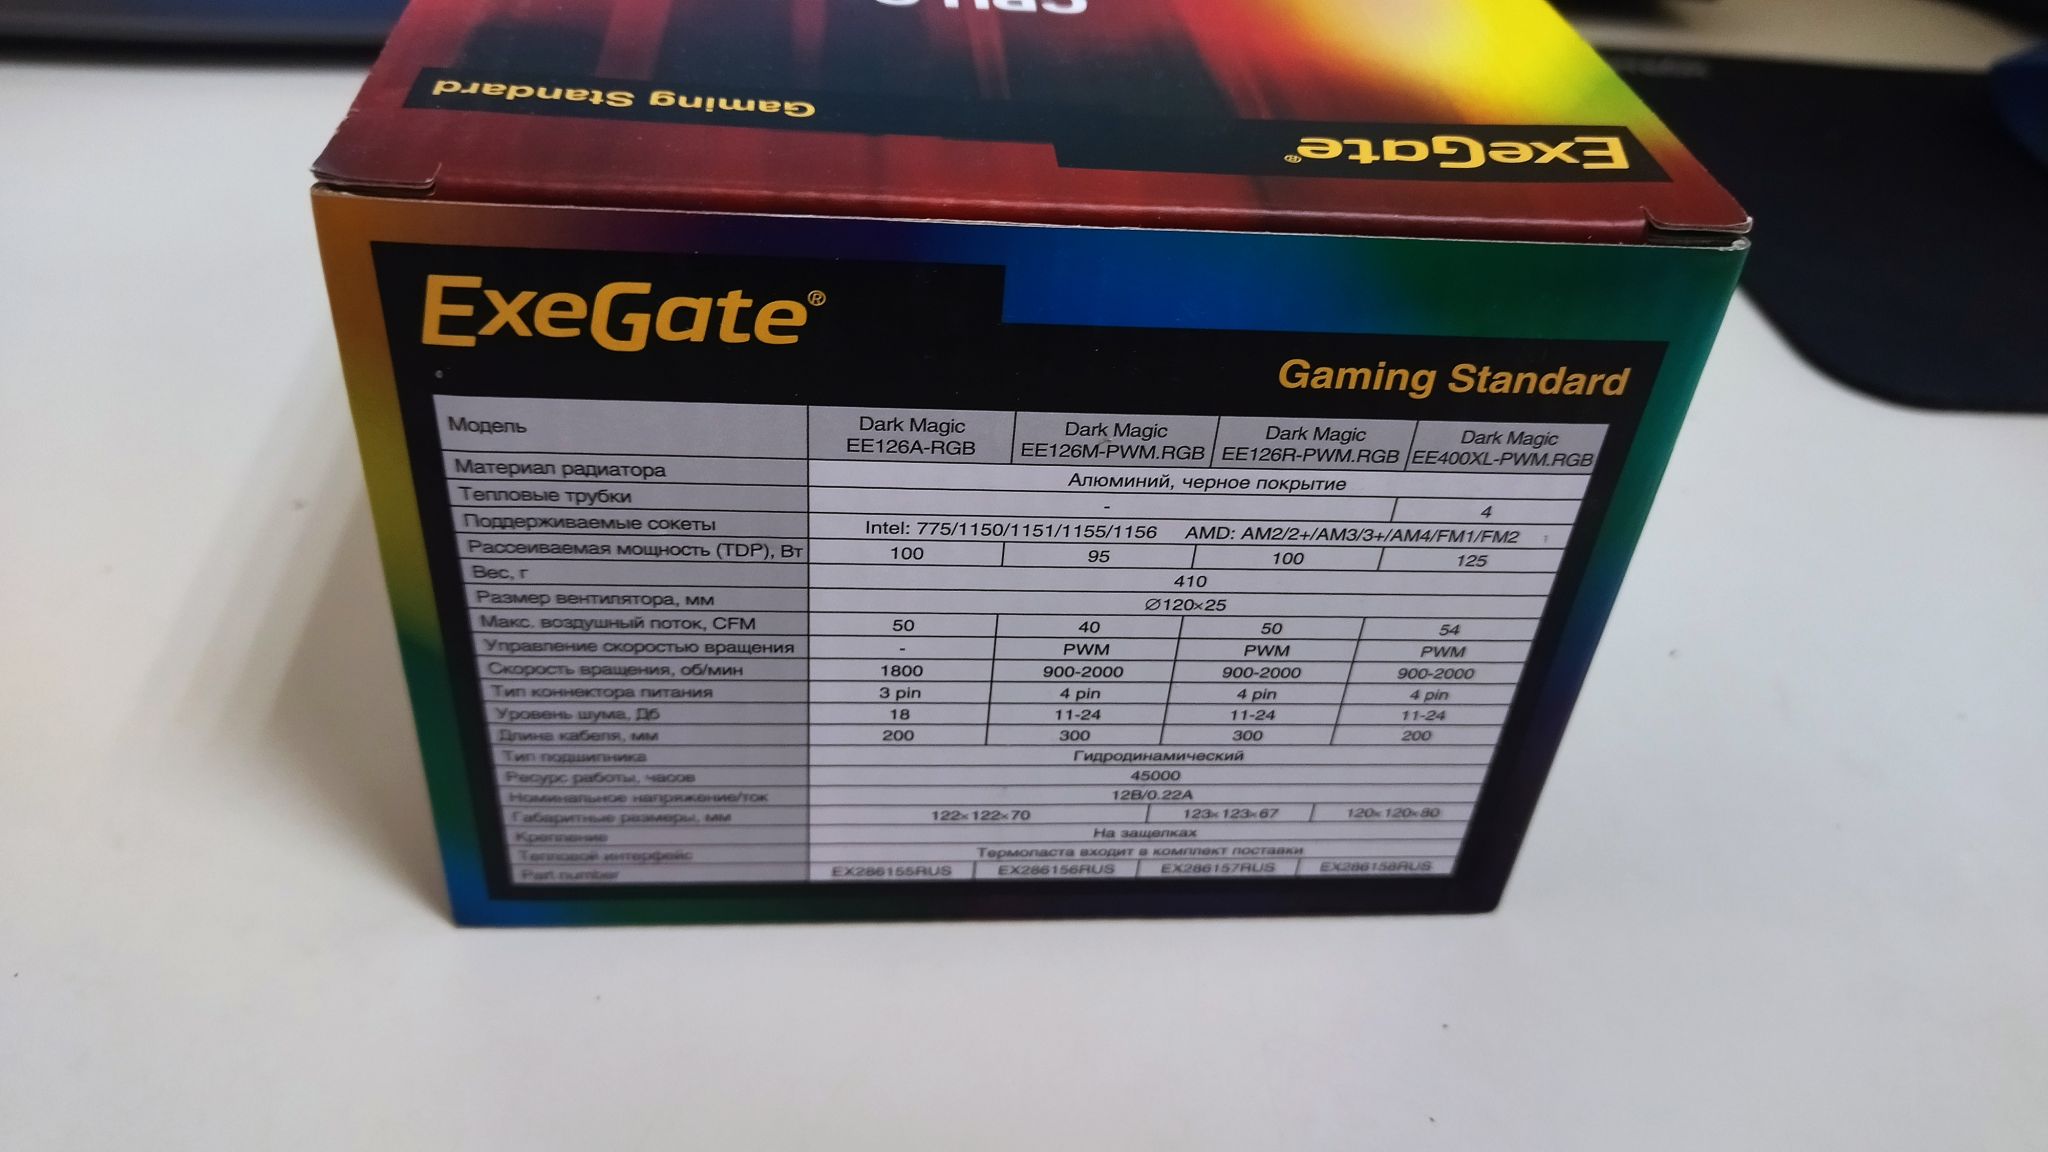 Gaming Standard
ExeGate®
ExeGate®
Gaming Standard
Модель Dark Magic EE126A-RGB Dark Magic EE126M-PWM.RGB Dark Magic EE126R-PWM.RGB Dark Magic EE400XL-PWM.RGB
Материал радиатора Алюминий, черное покрытие
Тепловые трубки - 4
Поддерживаемые сокеты Intel: 775/1150/1151/1155/1156 AMD: AM2/2+/AM3/3+/AM4/FM1/FM2
Рассеиваемая мощность (TDP), Вт 100 95 100 125
Вес, г 410
Размер вентилятора, мм Ø120×25
Макс. воздушный поток, CFM 50 40 50 54
Управление скоростью вращения - PWM PWM PWM
Скорость вращения, об/мин 1800 900-2000 900-2000 900-2000
Тип коннектора питания 3 pin 4 pin 4 pin 4 pin
Уровень шума, Дб 18 11-24 11-24 11-24
Длина кабеля, мм 200 300 300 200
Тип подшипника Гидродинамический
Ресурс работы, часов 45000
Номинальное напряжение/ток 12В/0.22А
Габаритные размеры, мм 122×122×70 123×123×67 120×120×80
Крепление На защелках
Тепловой интерфейс Термопаста входит в комплект поставки
Part number EX286155RUS EX286156RUS EX286157RUS EX286158RUS